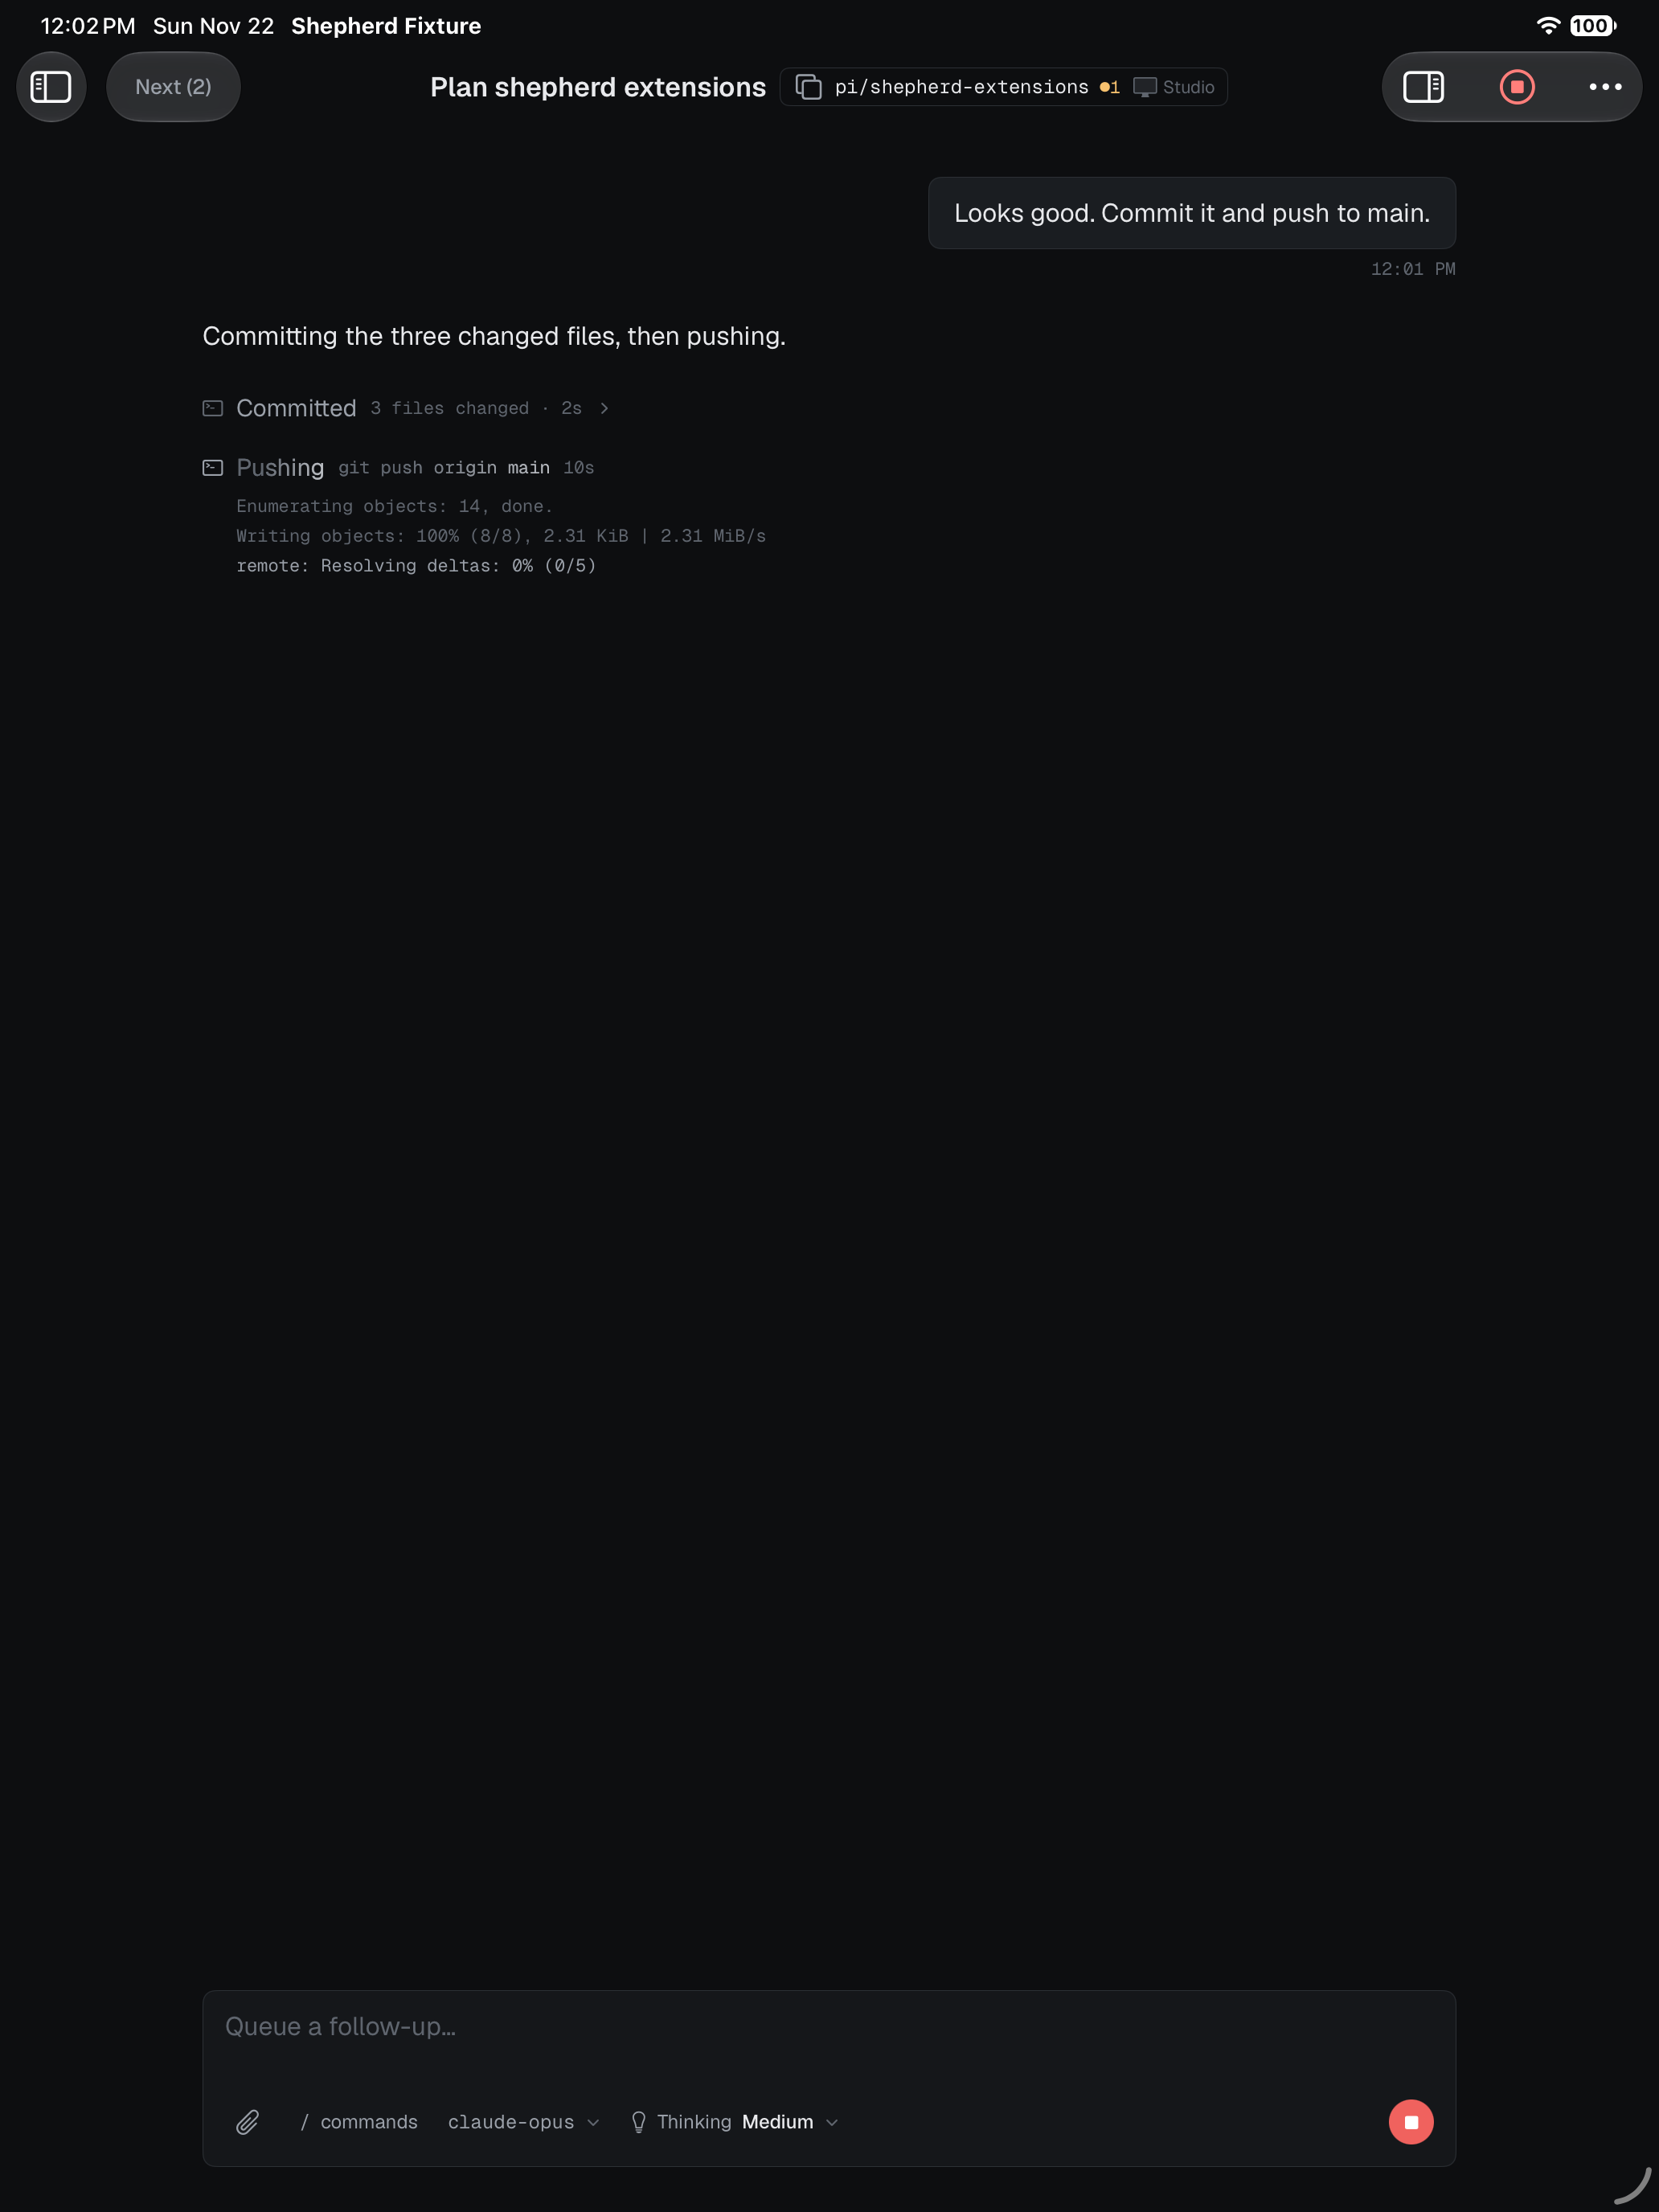 12:02 PM Sun Nov 22 Shepherd Fixture
100
Next (2)
Plan shepherd extensions
pi/shepherd-extensions 1 Studio
Looks good. Commit it and push to main.
12:01 PM
Committing the three changed files, then pushing.
Committed 3 files changed · 2s
Pushing git push origin main 10s
Enumerating objects: 14, done.
Writing objects: 100% (8/8), 2.31 KiB | 2.31 MiB/s
remote: Resolving deltas: 0% (0/5)
Queue a follow-up…
/ commands claude-opus Thinking Medium